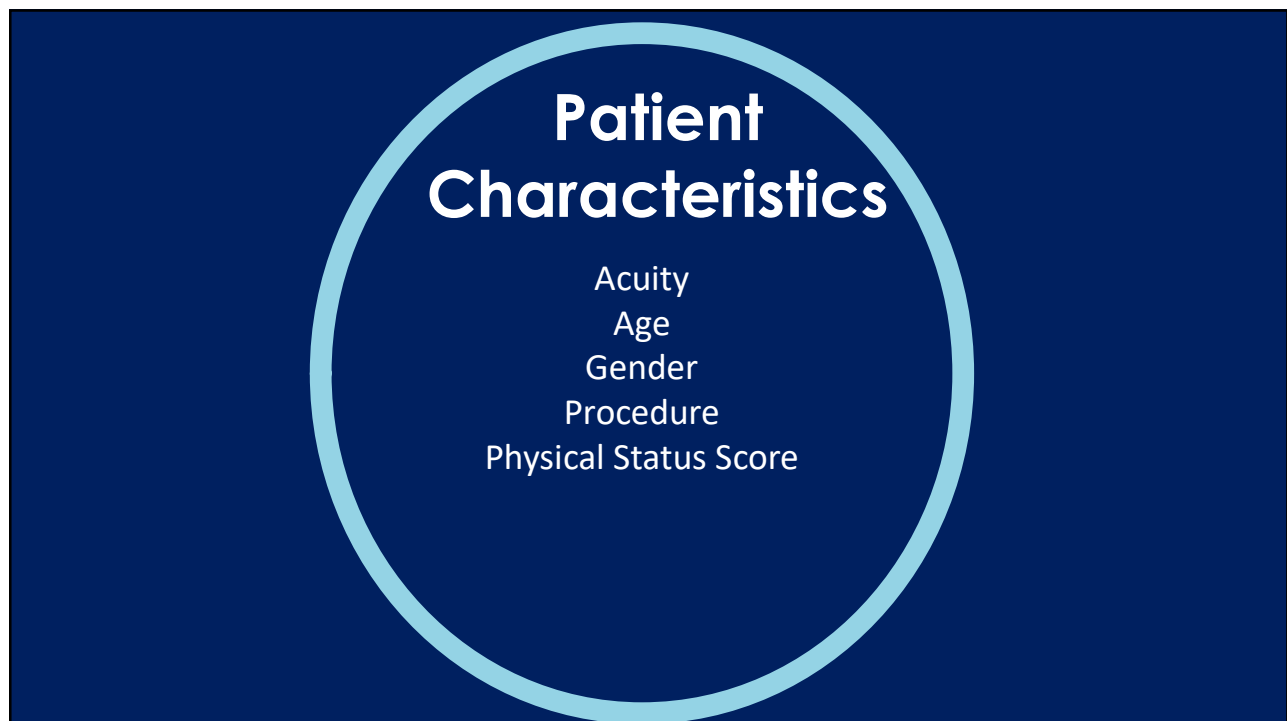 Patient
Characteristics
Acuity
Age
Gender
Procedure
Physical Status Score